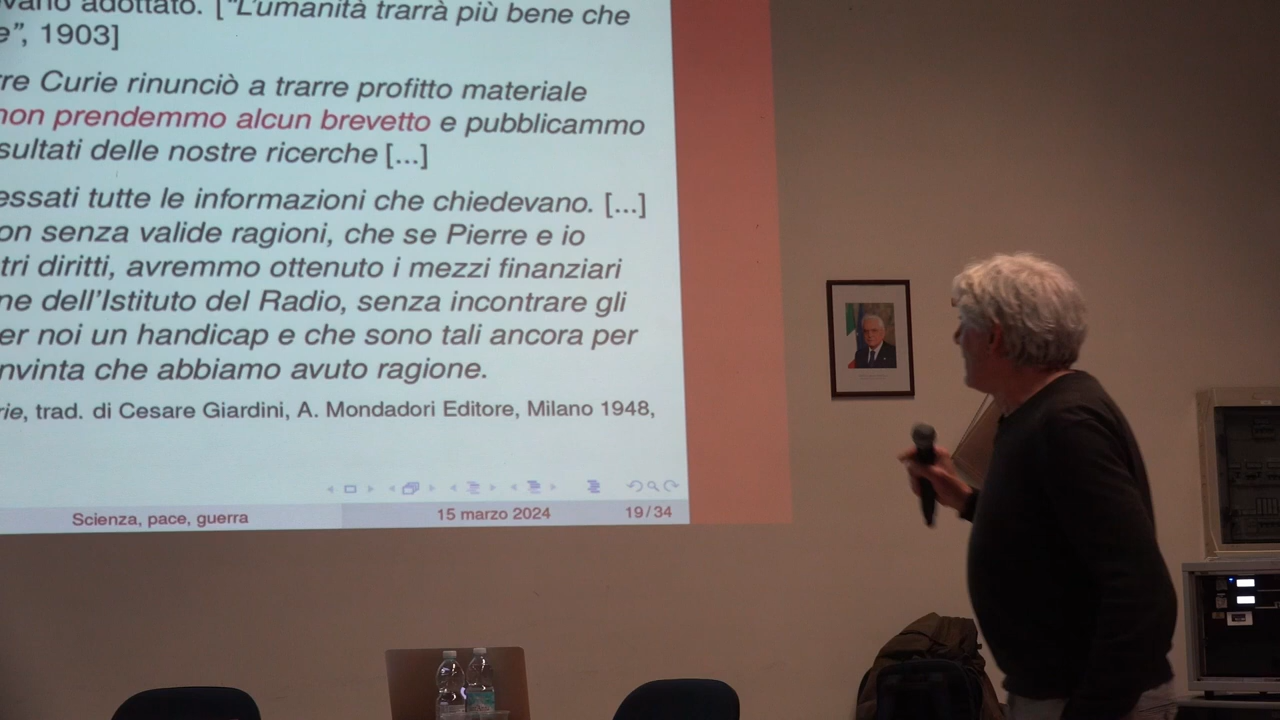 vano adottato. ["L'umanità trarrà più bene che
e", 1903]
rre Curie rinunciò a trarre profitto materiale
non prendemmo alcun brevetto e pubblicammo
sultati delle nostre ricerche [...]
essati tutte le informazioni che chiedevano. [...]
on senza valide ragioni, che se Pierre e io
tri diritti, avremmo ottenuto i mezzi finanziari
ne dell'Istituto del Radio, senza incontrare gli
er noi un handicap e che sono tali ancora per
nvinta che abbiamo avuto ragione.
rie, trad. di Cesare Giardini, A. Mondadori Editore, Milano 1948,
Scienza, pace, guerra
15 marzo 2024
19/34